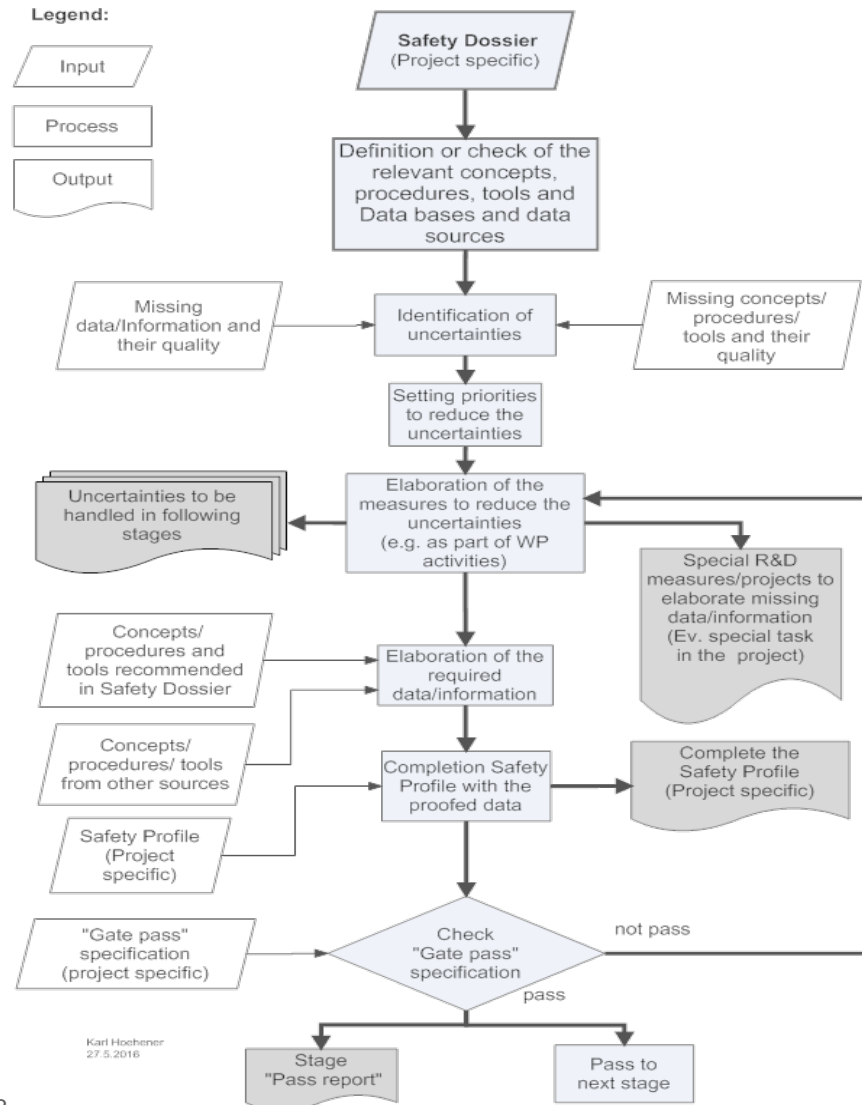 Legend:
Input
Process
Output
Safety Dossier
(Project specific)
Definition or check of the
relevant concepts,
procedures, tools and
Data bases and data
sources
Missing
data/Information and
their quality
Identification of
uncertainties
Missing concepts/
procedures/
tools and their
quality
Setting priorities
to reduce the
uncertainties
Uncertainties to be
handled in following
stages
Elaboration of the
measures to reduce the
uncertainties
(e.g. as part of WP
activities)
Special R&D
measures/projects to
elaborate missing
data/information
(Ev. special task
in the project)
Concepts/
procedures and
tools recommended
in Safety Dossier
Elaboration of the
required
data/information
Concepts/
procedures/ tools
from other sources
Completion Safety
Profile with the
proofed data
Complete the
Safety Profile
(Project specific)
Safety Profile
(Project
specific)
"Gate pass"
specification
(project specific)
Check
"Gate pass"
specification
not pass
pass
Karl Hoehener
27.5.2016
Stage
"Pass report"
Pass to
next stage